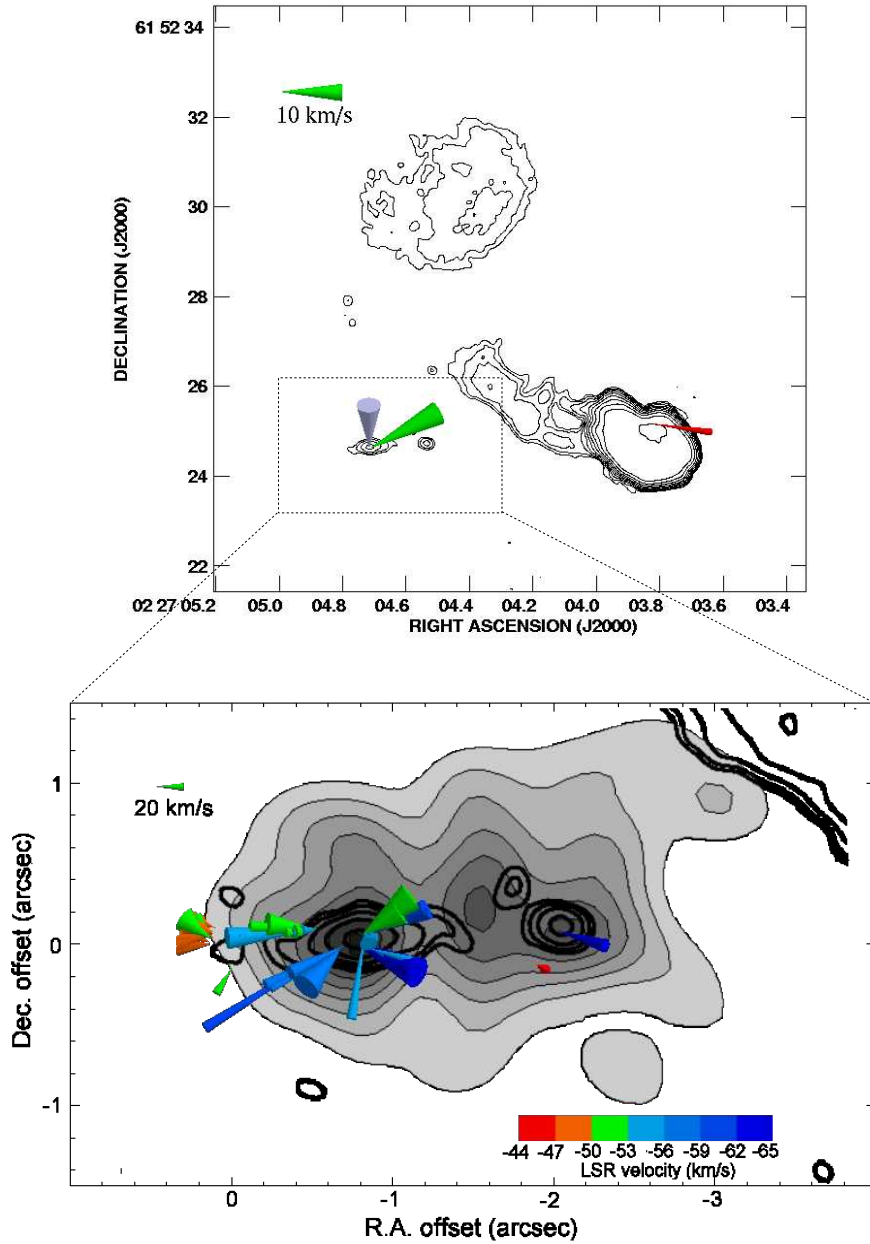 61 52 34
10 km/s
32
30
28
26
24
22
DECLINATION (J2000)
02 27 05.2 05.0 04.8 04.6 04.4 04.2 04.0 03.8 03.6 03.4
RIGHT ASCENSION (J2000)
1
20 km/s
0
-1
Dec. offset (arcsec)
-44 -47 -50 -53 -56 -59 -62 -65
LSR velocity (km/s)
0 -1 -2 -3
R.A. offset (arcsec)